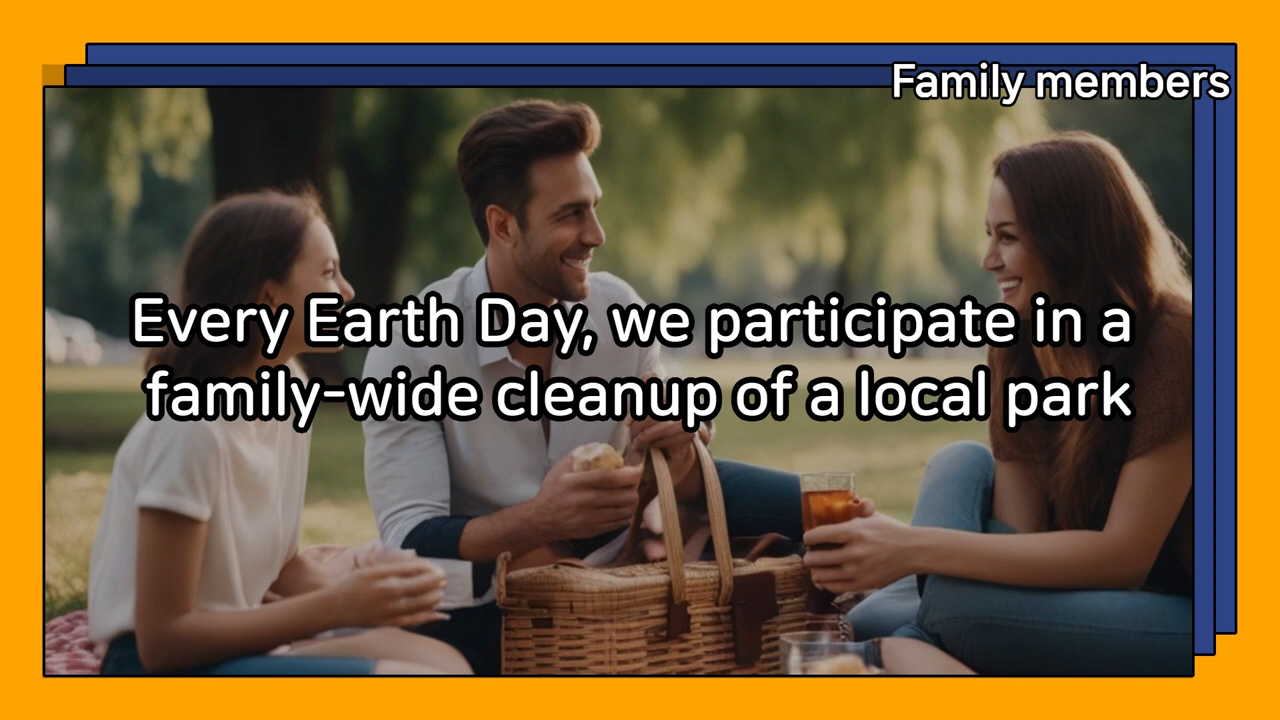 Family members
Every Earth Day, we participate in a
family-wide cleanup of a local park